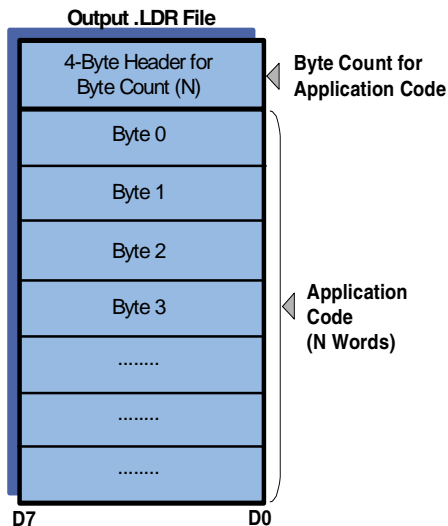 Output .LDR File
4-Byte Header for
Byte Count (N)
Byte Count for
Application Code
Byte 0
Byte 1
Byte 2
Byte 3
........
........
........
Application
Code
(N Words)
D7
D0